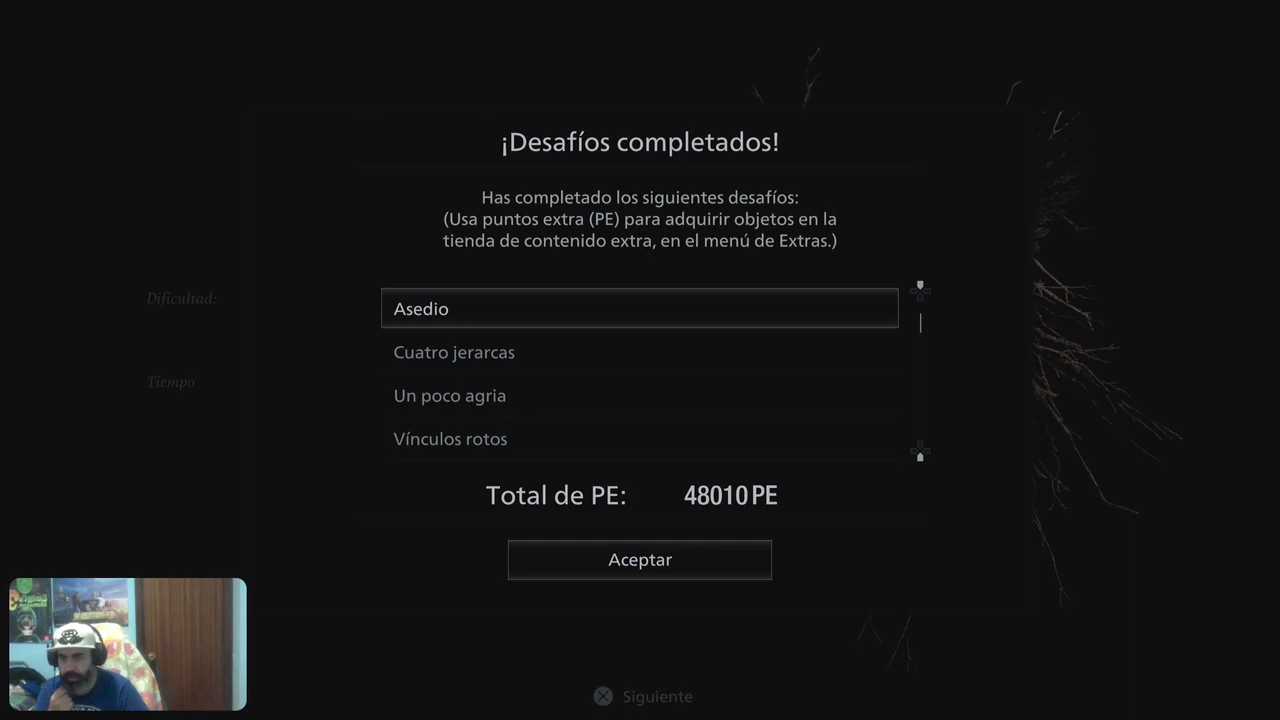 ¡Desafíos completados!
Has completado los siguientes desafíos:
(Usa puntos extra (PE) para adquirir objetos en la
tienda de contenido extra, en el menú de Extras.)
Dificultad:
Asedio
Cuatro jerarcas
Tiempo
Un poco agria
Vínculos rotos
Total de PE: 48010 PE
Aceptar
Siguiente